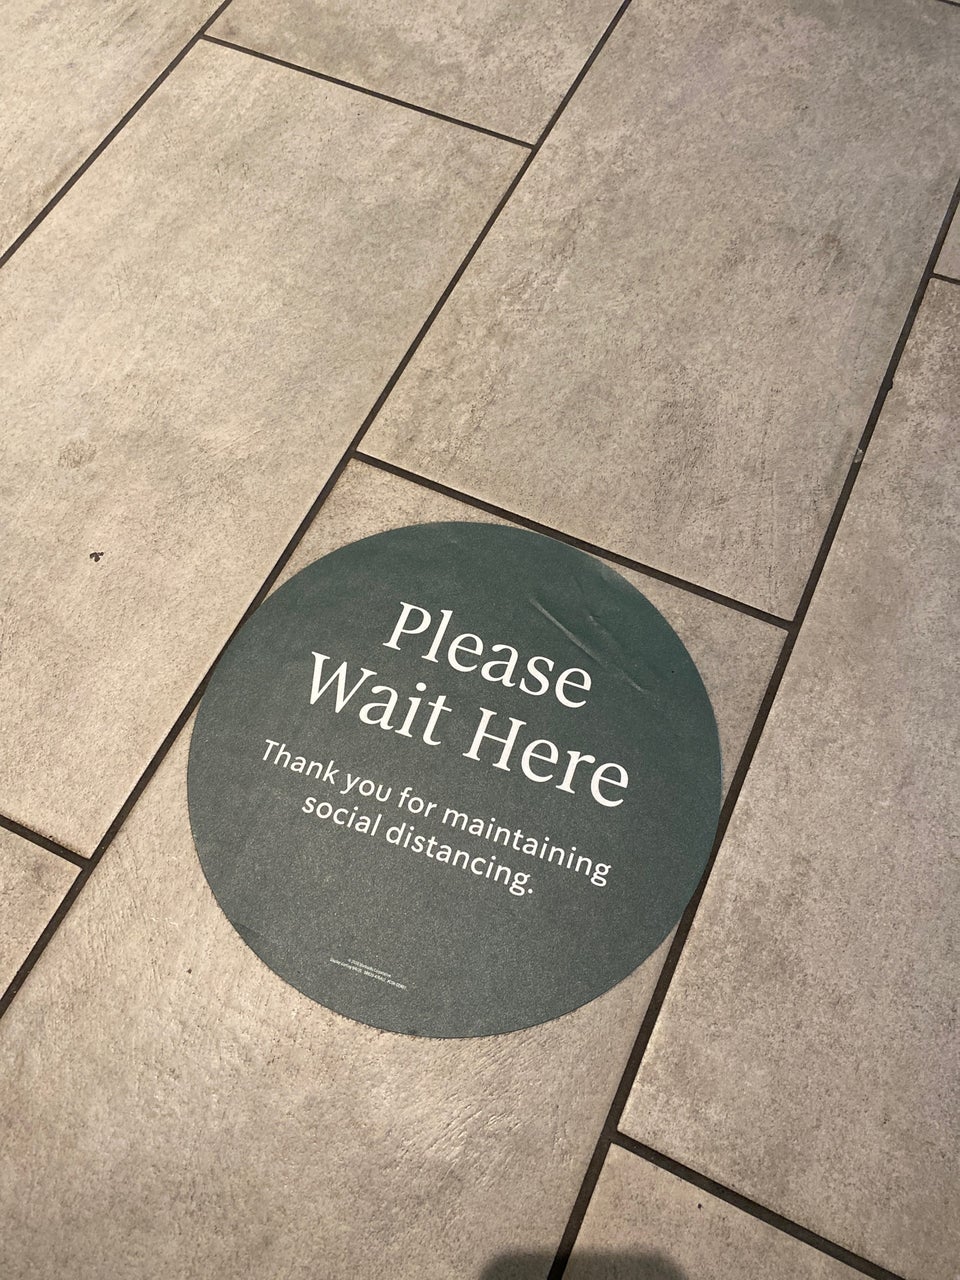 Please
Wait Here
Thank you for maintaining
social distancing.